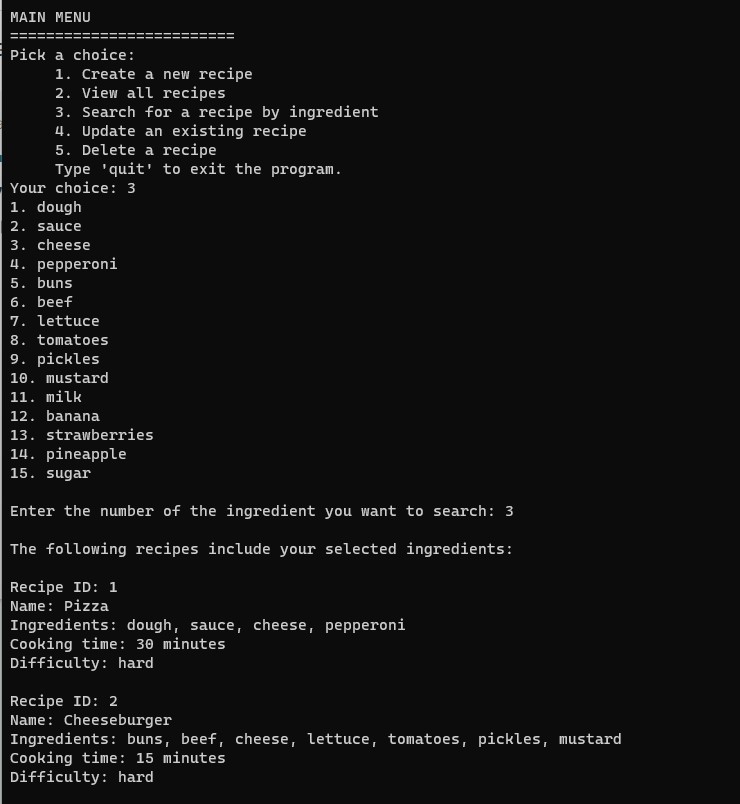 MAIN MENU
=========================
Pick a choice:
     1. Create a new recipe
     2. View all recipes
     3. Search for a recipe by ingredient
     4. Update an existing recipe
     5. Delete a recipe
     Type 'quit' to exit the program.
Your choice: 3
1. dough
2. sauce
3. cheese
4. pepperoni
5. buns
6. beef
7. lettuce
8. tomatoes
9. pickles
10. mustard
11. milk
12. banana
13. strawberries
14. pineapple
15. sugar

Enter the number of the ingredient you want to search: 3

The following recipes include your selected ingredients:

Recipe ID: 1
Name: Pizza
Ingredients: dough, sauce, cheese, pepperoni
Cooking time: 30 minutes
Difficulty: hard

Recipe ID: 2
Name: Cheeseburger
Ingredients: buns, beef, cheese, lettuce, tomatoes, pickles, mustard
Cooking time: 15 minutes
Difficulty: hard